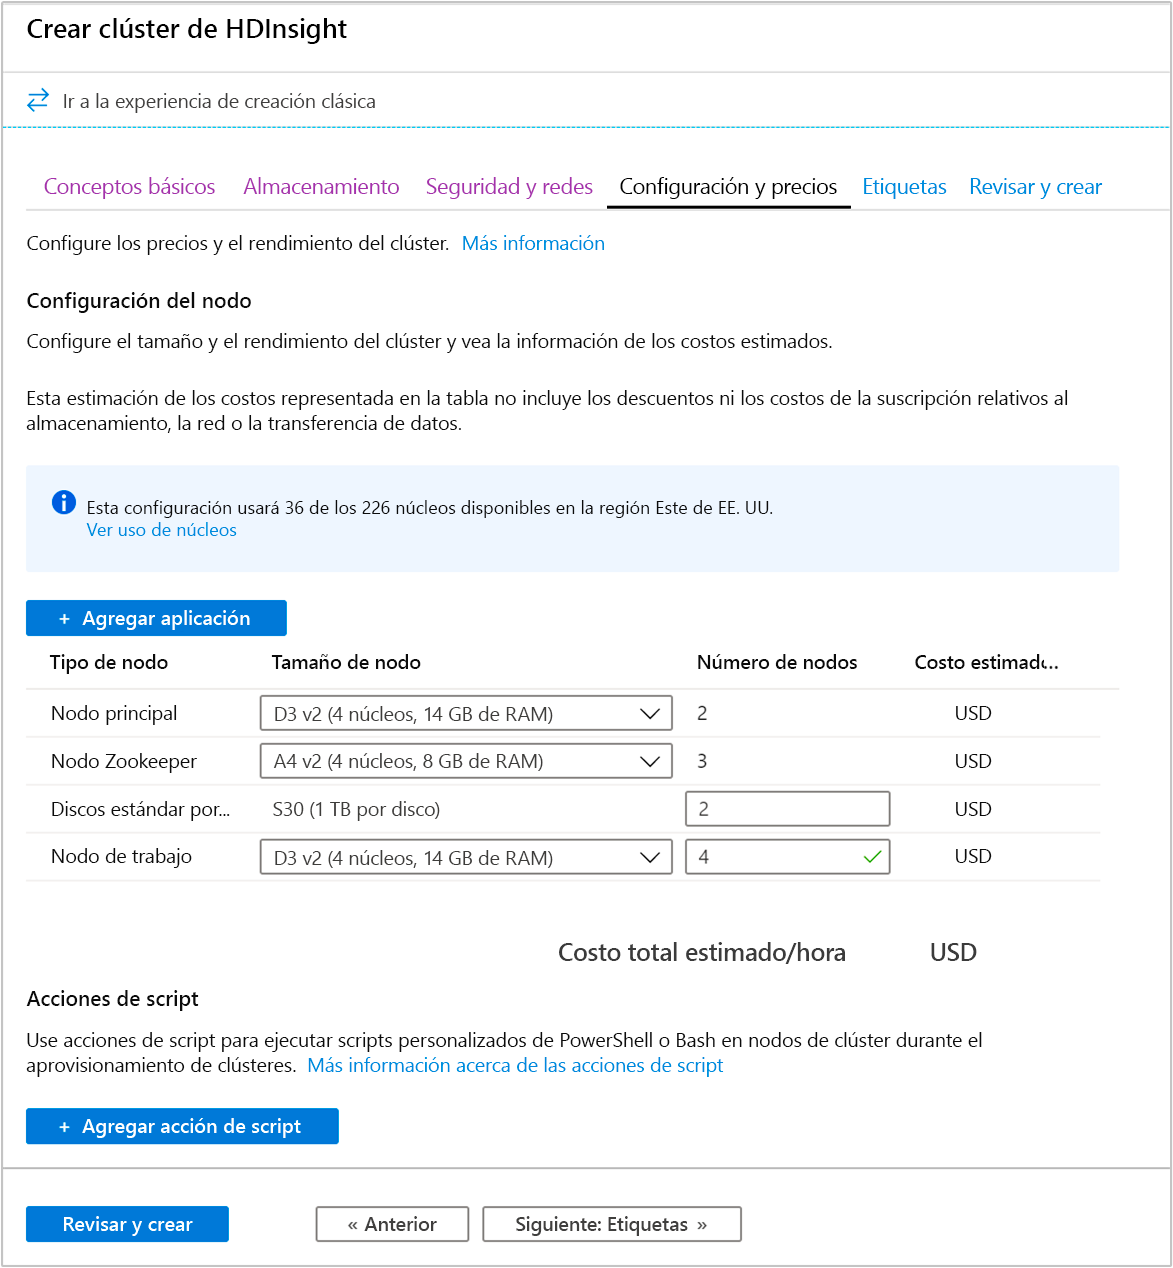 Crear clúster de HDInsight
Ir a la experiencia de creación clásica
Conceptos básicos Almacenamiento Seguridad y redes Configuración y precios Etiquetas Revisar y crear
Configure los precios y el rendimiento del clúster. Más información
Configuración del nodo
Configure el tamaño y el rendimiento del clúster y vea la información de los costos estimados.
Esta estimación de los costos representada en la tabla no incluye los descuentos ni los costos de la suscripción relativos al
almacenamiento, la red o la transferencia de datos.
Esta configuración usará 36 de los 226 núcleos disponibles en la región Este de EE. UU.
Ver uso de núcleos
+ Agregar aplicación
Tipo de nodo Tamaño de nodo Número de nodos Costo estimad...
Nodo principal D3 v2 (4 núcleos, 14 GB de RAM) 2 USD
Nodo Zookeeper A4 v2 (4 núcleos, 8 GB de RAM) 3 USD
Discos estándar por... S30 (1 TB por disco) 2 USD
Nodo de trabajo D3 v2 (4 núcleos, 14 GB de RAM) 4 USD
Costo total estimado/hora USD
Acciones de script
Use acciones de script para ejecutar scripts personalizados de PowerShell o Bash en nodos de clúster durante el
aprovisionamiento de clústeres. Más información acerca de las acciones de script
+ Agregar acción de script
Revisar y crear « Anterior Siguiente: Etiquetas »